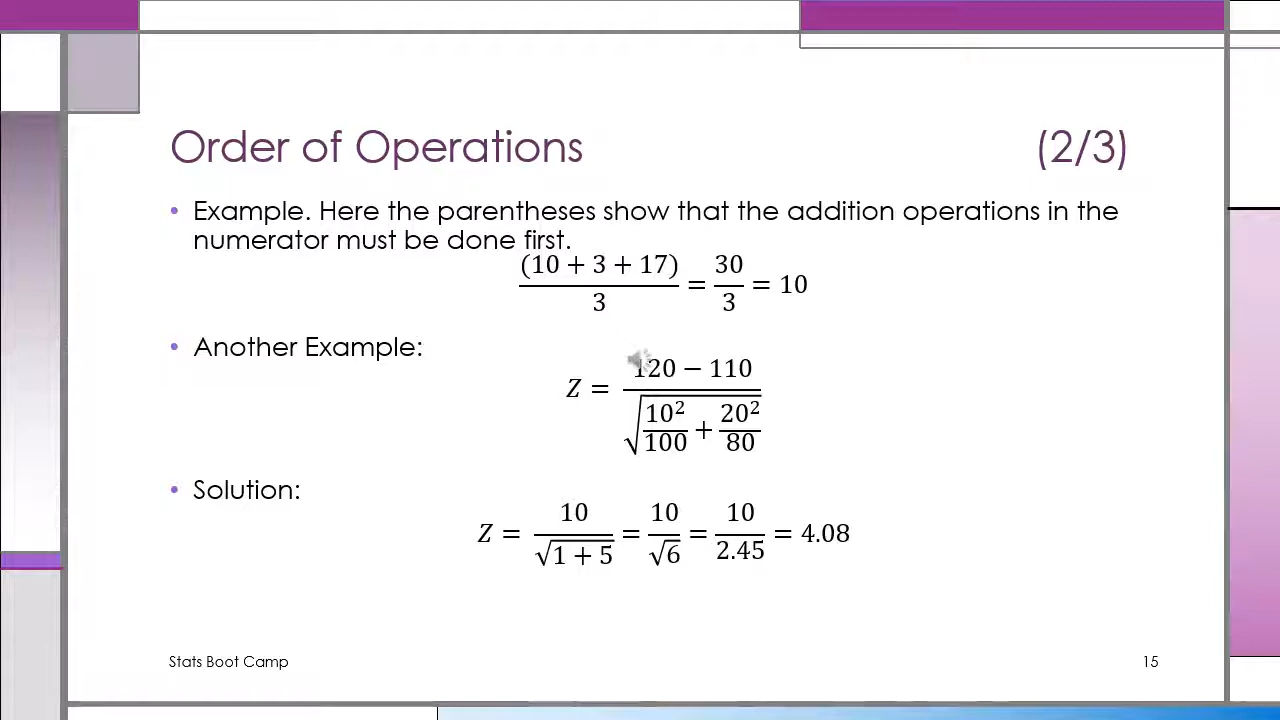 Order of Operations (2/3)
• Example. Here the parentheses show that the addition operations in the
numerator must be done first.
(10 + 3 + 17)/3 = 30/3 = 10
• Another Example:
Z = (120 − 110)/√(10²/100 + 20²/80)
• Solution:
Z = 10/√(1 + 5) = 10/√6 = 10/2.45 = 4.08
Stats Boot Camp 15